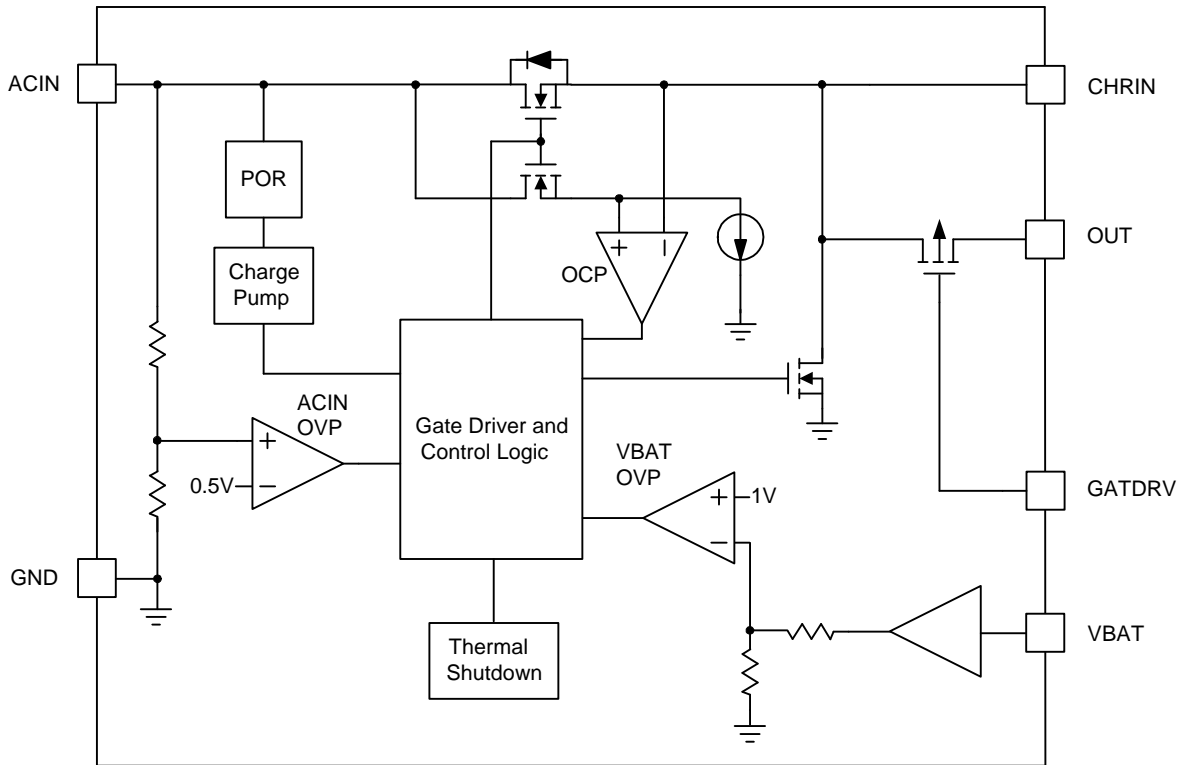 ACIN
CHRIN
POR
OUT
+
–
OCP
Charge
Pump
ACIN
OVP
Gate Driver and
Control Logic
VBAT
OVP
+
0.5V
–
+
1V
–
GATDRV
GND
VBAT
Thermal
Shutdown